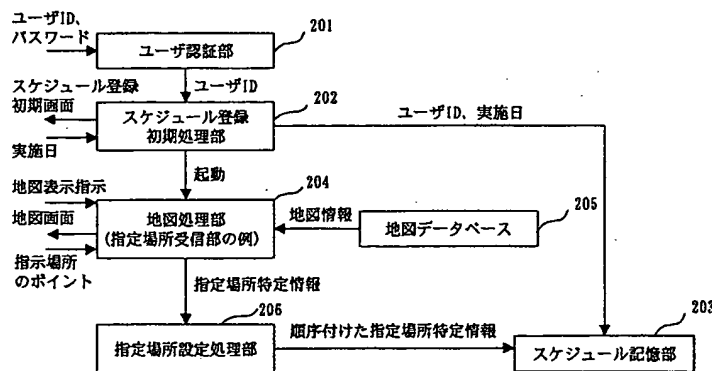 ユーザID、
パスワード
201
ユーザ認証部
ユーザID
スケジュール登録
初期画面
202
スケジュール登録
初期処理部
ユーザID、実施日
実施日
起動
地図表示指示
204
地図画面
地図処理部
(指定場所受信部の例)
地図情報
205
地図データベース
指示場所
のポイント
指定場所特定情報
206
指定場所設定処理部
順序付けた指定場所特定情報
203
スケジュール記憶部